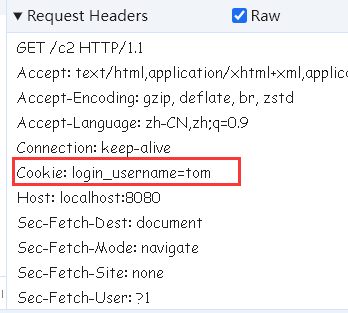 ▼ Request Headers Raw
GET /c2 HTTP/1.1
Accept: text/html,application/xhtml+xml,applic
Accept-Encoding: gzip, deflate, br, zstd
Accept-Language: zh-CN,zh;q=0.9
Connection: keep-alive
Cookie: login_username=tom
Host: localhost:8080
Sec-Fetch-Dest: document
Sec-Fetch-Mode: navigate
Sec-Fetch-Site: none
Sec-Fetch-User: ?1